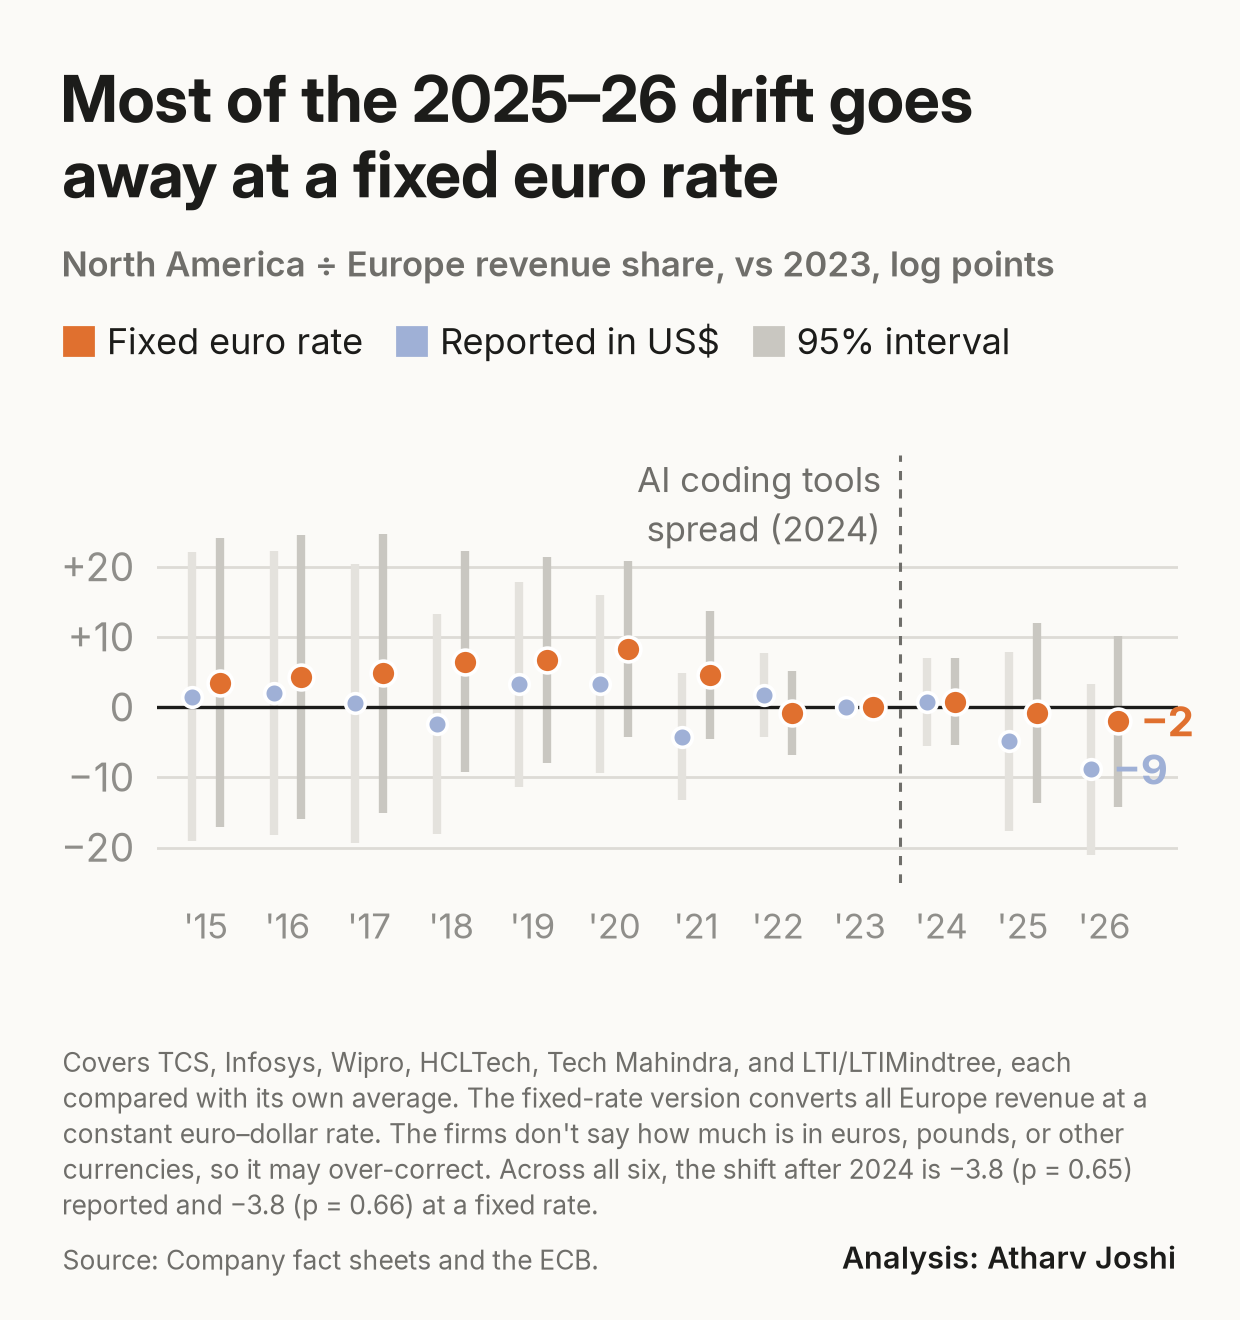 Most of the 2025–26 drift goes
away at a fixed euro rate
North America ÷ Europe revenue share, vs 2023, log points
Fixed euro rate
Reported in US$
95% interval
AI coding tools
spread (2024)
+20
+10
0
−10
−20
−2
−9
'15 '16 '17 '18 '19 '20 '21 '22 '23 '24 '25 '26
Covers TCS, Infosys, Wipro, HCLTech, Tech Mahindra, and LTI/LTIMindtree, each
compared with its own average. The fixed-rate version converts all Europe revenue at a
constant euro–dollar rate. The firms don't say how much is in euros, pounds, or other
currencies, so it may over-correct. Across all six, the shift after 2024 is −3.8 (p = 0.65)
reported and −3.8 (p = 0.66) at a fixed rate.
Source: Company fact sheets and the ECB.
Analysis: Atharv Joshi